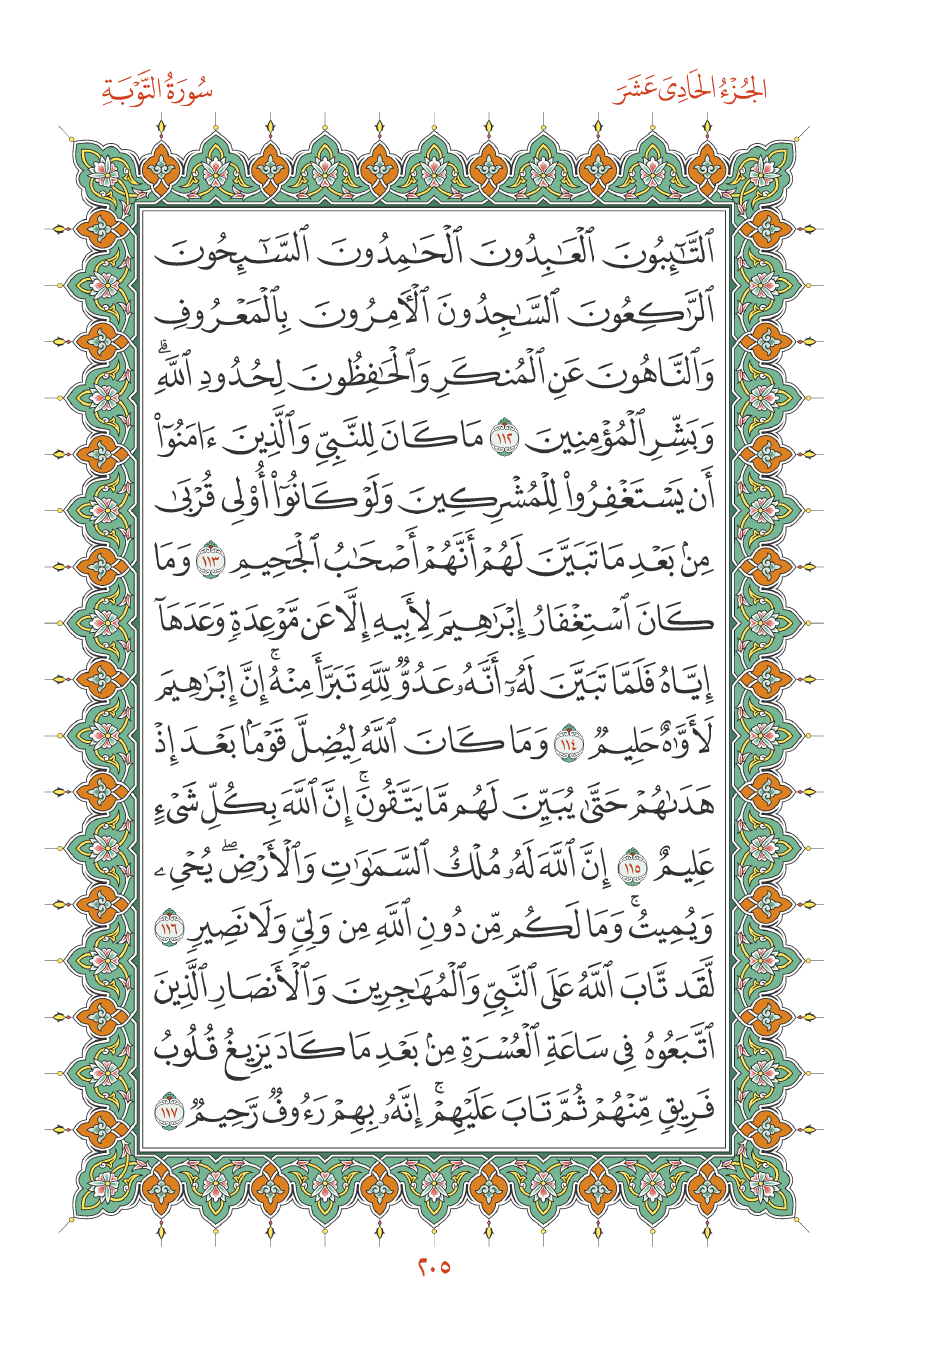 الجُزْءُ الحَادِىَ عَشَرَ
سُورَةُ التَّوْبَةِ
ٱلتَّٰٓئِبُونَ ٱلْعَٰبِدُونَ ٱلْحَٰمِدُونَ ٱلسَّٰٓئِحُونَ
ٱلرَّٰكِعُونَ ٱلسَّٰجِدُونَ ٱلْءَامِرُونَ بِٱلْمَعْرُوفِ
وَٱلنَّاهُونَ عَنِ ٱلْمُنكَرِ وَٱلْحَٰفِظُونَ لِحُدُودِ ٱللَّهِۗ
وَبَشِّرِ ٱلْمُؤْمِنِينَ ١١٢ مَا كَانَ لِلنَّبِىِّ وَٱلَّذِينَ ءَامَنُوٓا۟
أَن يَسْتَغْفِرُوا۟ لِلْمُشْرِكِينَ وَلَوْ كَانُوٓا۟ أُو۟لِى قُرْبَىٰ
مِنۢ بَعْدِ مَا تَبَيَّنَ لَهُمْ أَنَّهُمْ أَصْحَٰبُ ٱلْجَحِيمِ ١١٣ وَمَا
كَانَ ٱسْتِغْفَارُ إِبْرَٰهِيمَ لِأَبِيهِ إِلَّا عَن مَّوْعِدَةٍ وَعَدَهَآ
إِيَّاهُ فَلَمَّا تَبَيَّنَ لَهُۥٓ أَنَّهُۥ عَدُوٌّ لِّلَّهِ تَبَرَّأَ مِنْهُۚ إِنَّ إِبْرَٰهِيمَ
لَأَوَّٰهٌ حَلِيمٌ ١١٤ وَمَا كَانَ ٱللَّهُ لِيُضِلَّ قَوْمًۢا بَعْدَ إِذْ
هَدَىٰهُمْ حَتَّىٰ يُبَيِّنَ لَهُم مَّا يَتَّقُونَۚ إِنَّ ٱللَّهَ بِكُلِّ شَىْءٍ
عَلِيمٌ ١١٥ إِنَّ ٱللَّهَ لَهُۥ مُلْكُ ٱلسَّمَٰوَٰتِ وَٱلْأَرْضِۖ يُحْىِۦ
وَيُمِيتُۚ وَمَا لَكُم مِّن دُونِ ٱللَّهِ مِن وَلِىٍّ وَلَا نَصِيرٍ ١١٦
لَّقَد تَّابَ ٱللَّهُ عَلَى ٱلنَّبِىِّ وَٱلْمُهَٰجِرِينَ وَٱلْأَنصَارِ ٱلَّذِينَ
ٱتَّبَعُوهُ فِى سَاعَةِ ٱلْعُسْرَةِ مِنۢ بَعْدِ مَا كَادَ يَزِيغُ قُلُوبُ
فَرِيقٍ مِّنْهُمْ ثُمَّ تَابَ عَلَيْهِمْۚ إِنَّهُۥ بِهِمْ رَءُوفٌ رَّحِيمٌ ١١٧
٢٠٥